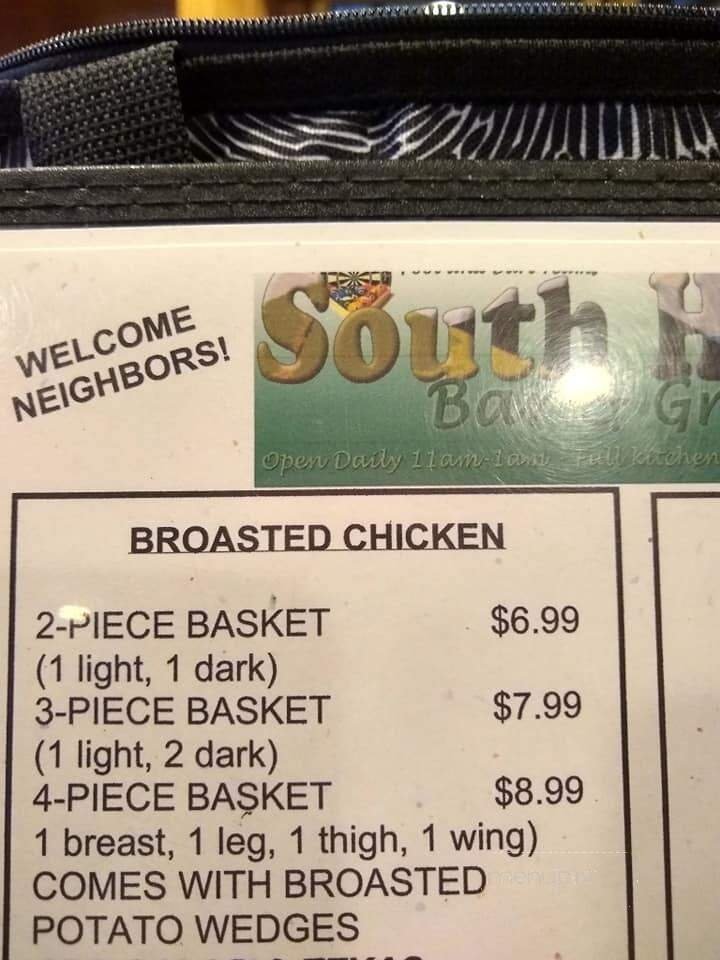 WELCOME
NEIGHBORS!
South
Open Daily 11am-1am Full kitchen
BROASTED CHICKEN
2-PIECE BASKET $6.99
(1 light, 1 dark)
3-PIECE BASKET $7.99
(1 light, 2 dark)
4-PIECE BASKET $8.99
1 breast, 1 leg, 1 thigh, 1 wing)
COMES WITH BROASTED
POTATO WEDGES